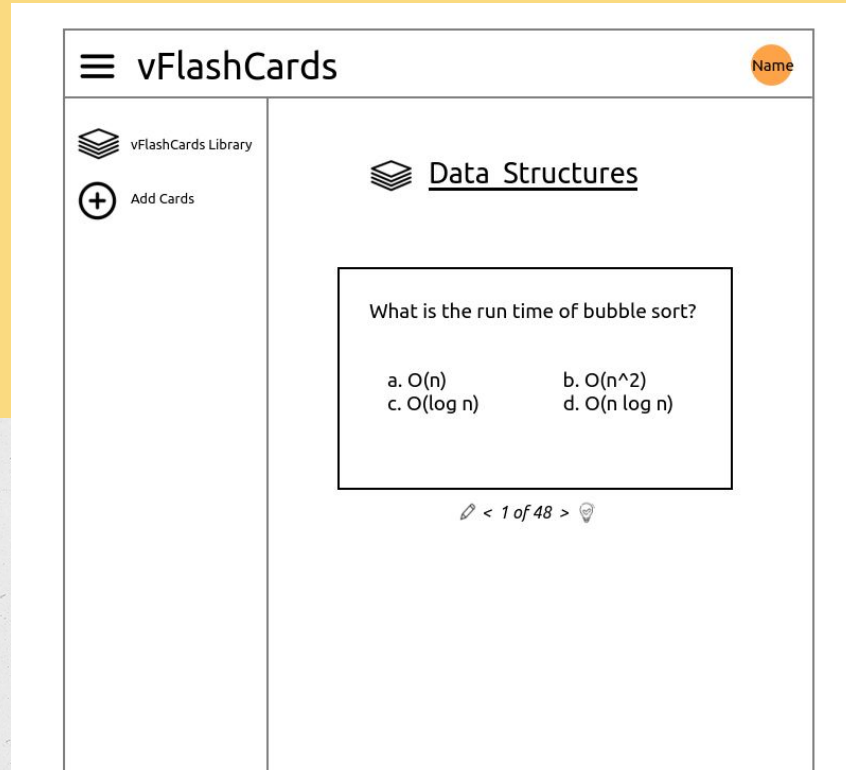 vFlashCards
Name
vFlashCards Library
Add Cards
Data Structures
What is the run time of bubble sort?
a. O(n) b. O(n^2)
c. O(log n) d. O(n log n)
< 1 of 48 >